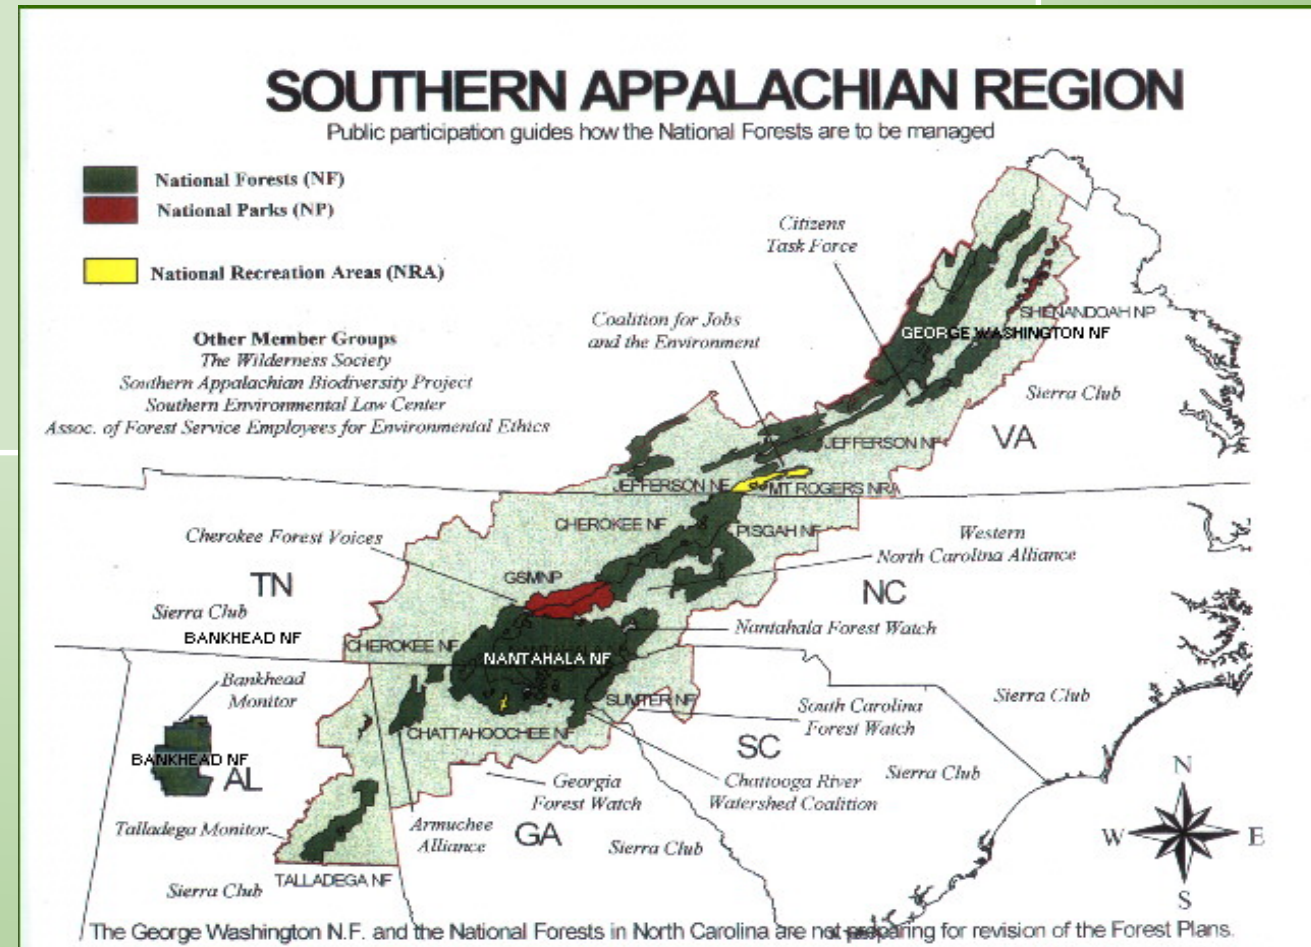 SOUTHERN APPALACHIAN REGION
Public participation guides how the National Forests are to be managed
National Forests (NF)
National Parks (NP)
National Recreation Areas (NRA)
Other Member Groups
The Wilderness Society
Southern Appalachian Biodiversity Project
Southern Environmental Law Center
Assoc. of Forest Service Employees for Environmental Ethics
Citizens
Task Force
Coalition for Jobs
and the Environment
SHENANDOAH NP
GEORGE WASHINGTON NF
Sierra Club
VA
JEFFERSON NF
JEFFERSON NF
MT ROGERS NRA
CHEROKEE NF
PISGAH NF
Cherokee Forest Voices
Western
North Carolina Alliance
GSMNP
TN
NC
Sierra Club
BANKHEAD NF
CHEROKEE NF
Nantahala Forest Watch
NANTAHALA NF
Bankhead
Monitor
SUMTER NF
Sierra Club
South Carolina
Forest Watch
CHATTAHOOCHEE NF
SC
BANKHEAD NF
AL
Georgia
Forest Watch
Chattooga River
Watershed Coalition
Sierra Club
Talladega Monitor
Armuchee
Alliance
GA
Sierra Club
TALLADEGA NF
Sierra Club
N
W
E
S
The George Washington N.F. and the National Forests in North Carolina are not preparing for revision of the Forest Plans.